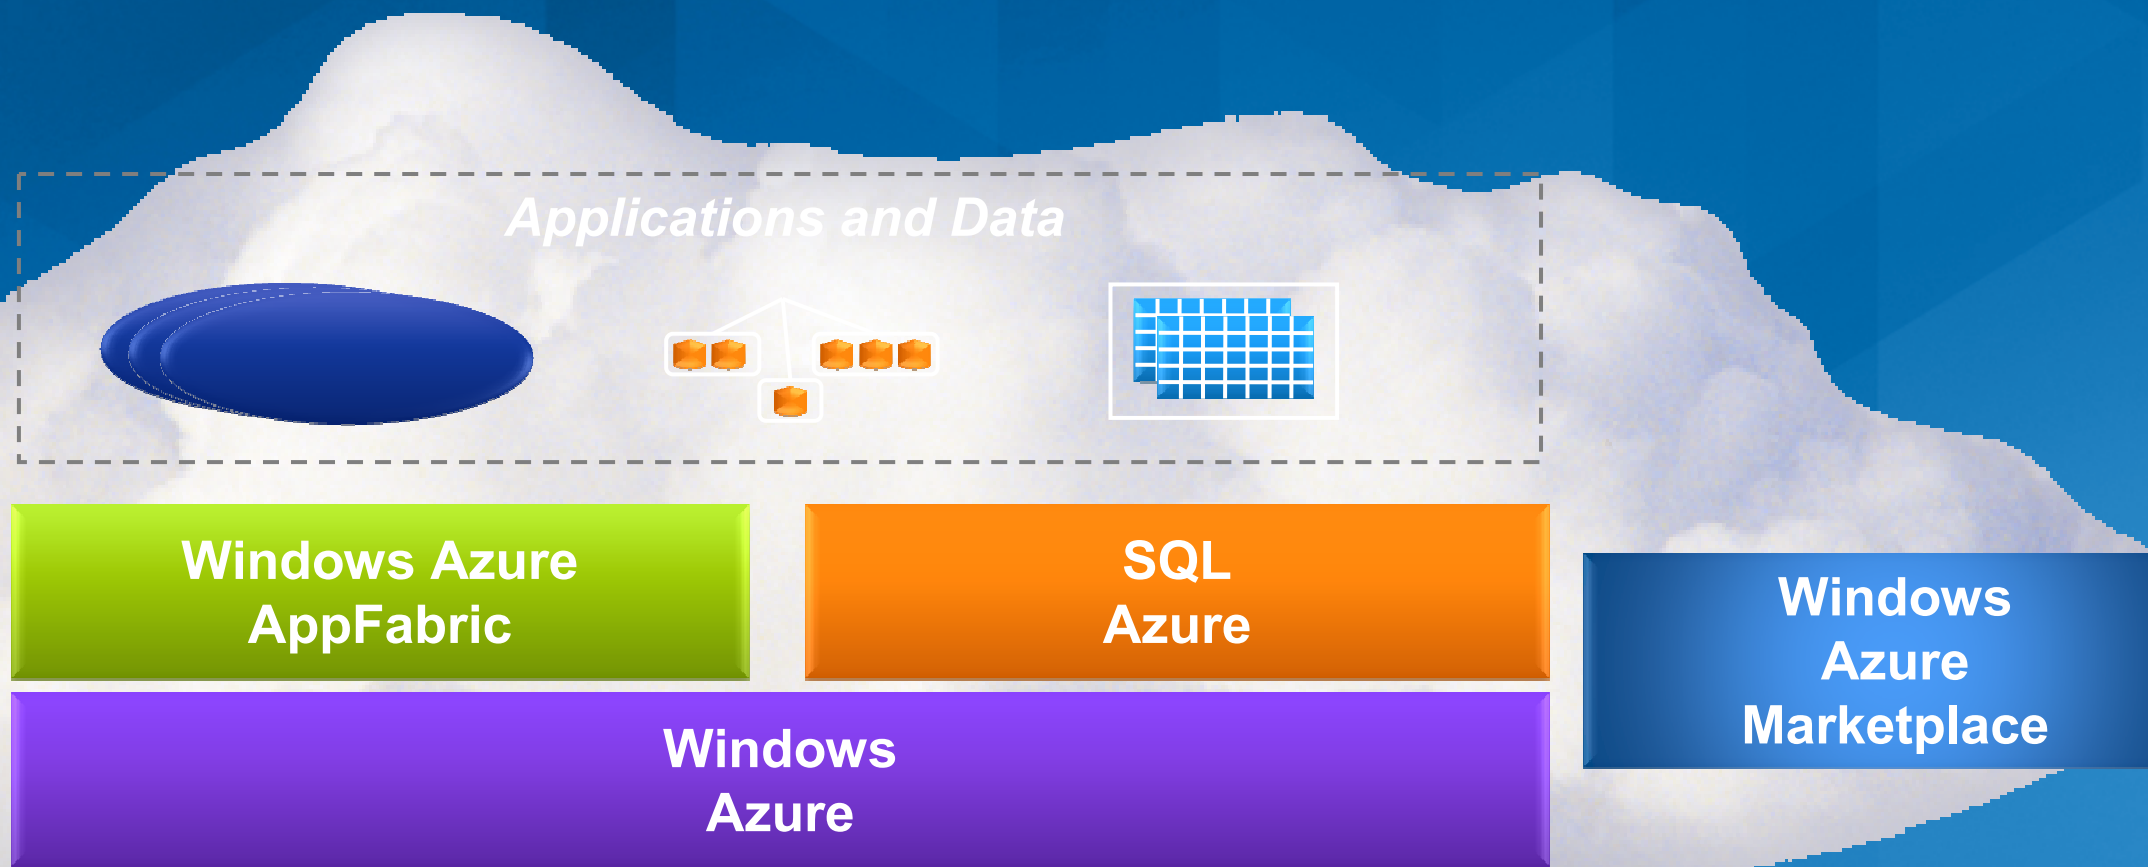 Applications and Data
Windows Azure
AppFabric
SQL
Azure
Windows
Azure
Marketplace
Windows
Azure